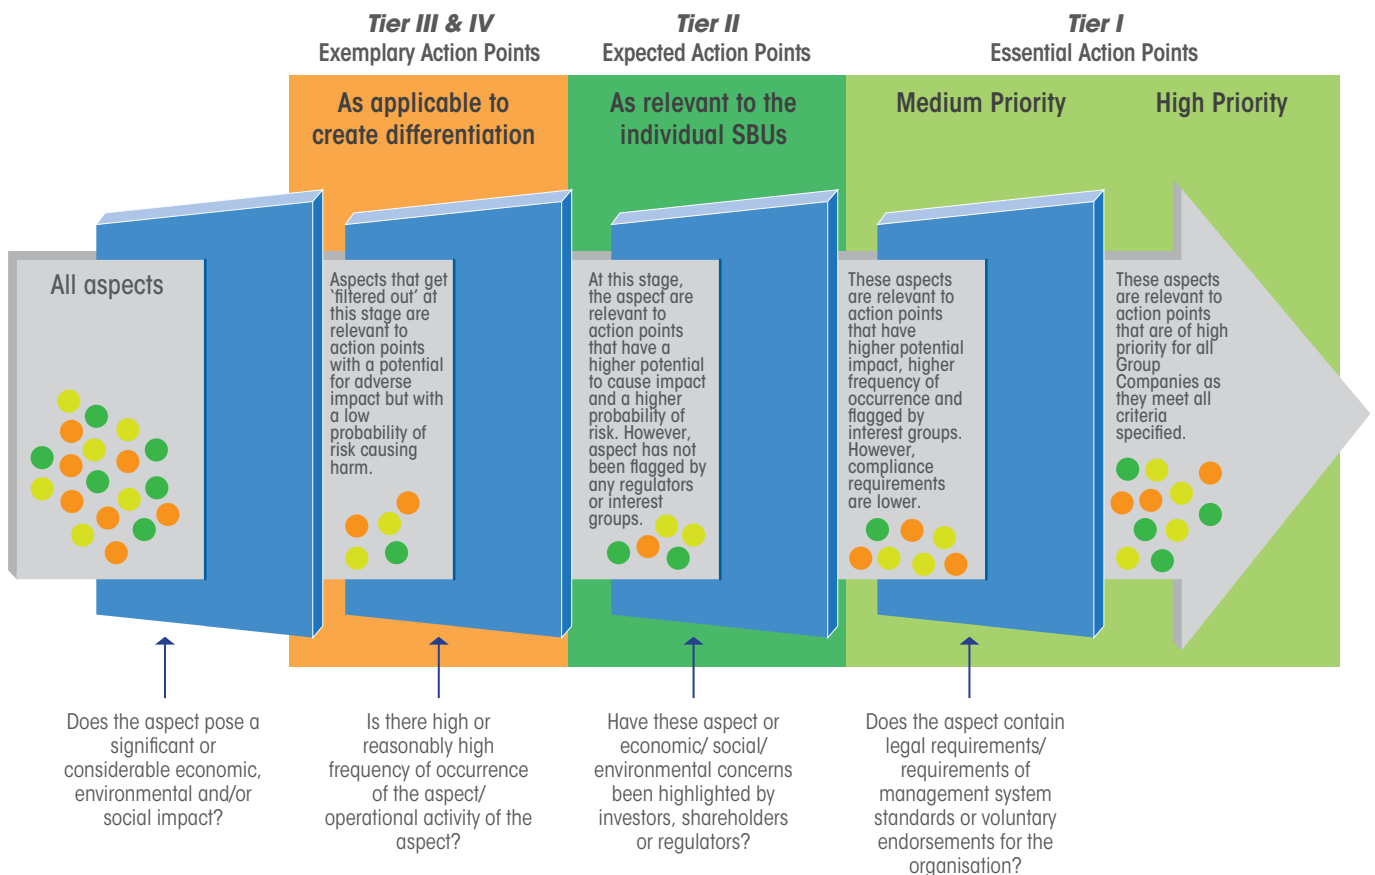 Tier III & IV
Exemplary Action Points
Tier II
Expected Action Points
Tier I
Essential Action Points
As applicable to
create differentiation
As relevant to the
individual SBUs
Medium Priority
High Priority
All aspects
Aspects that get
‘filtered out’ at
this stage are
relevant to
action points
with a potential
for adverse
impact but with
a low
probability of
risk causing
harm.
At this stage,
the aspect are
relevant to
action points
that have a
higher potential
to cause impact
and a higher
probability of
risk. However,
aspect has not
been flagged by
any regulators
or interest
groups.
These aspects
are relevant to
action points
that have
higher potential
impact, higher
frequency of
occurrence and
flagged by
interest groups.
However,
compliance
requirements
are lower.
These aspects
are relevant to
action points
that are of high
priority for all
Group
Companies as
they meet all
criteria
specified.
Does the aspect pose a
significant or
considerable economic,
environmental and/or
social impact?
Is there high or
reasonably high
frequency of occurrence
of the aspect/
operational activity of the
aspect?
Have these aspect or
economic/ social/
environmental concerns
been highlighted by
investors, shareholders
or regulators?
Does the aspect contain
legal requirements/
requirements of
management system
standards or voluntary
endorsements for the
organisation?